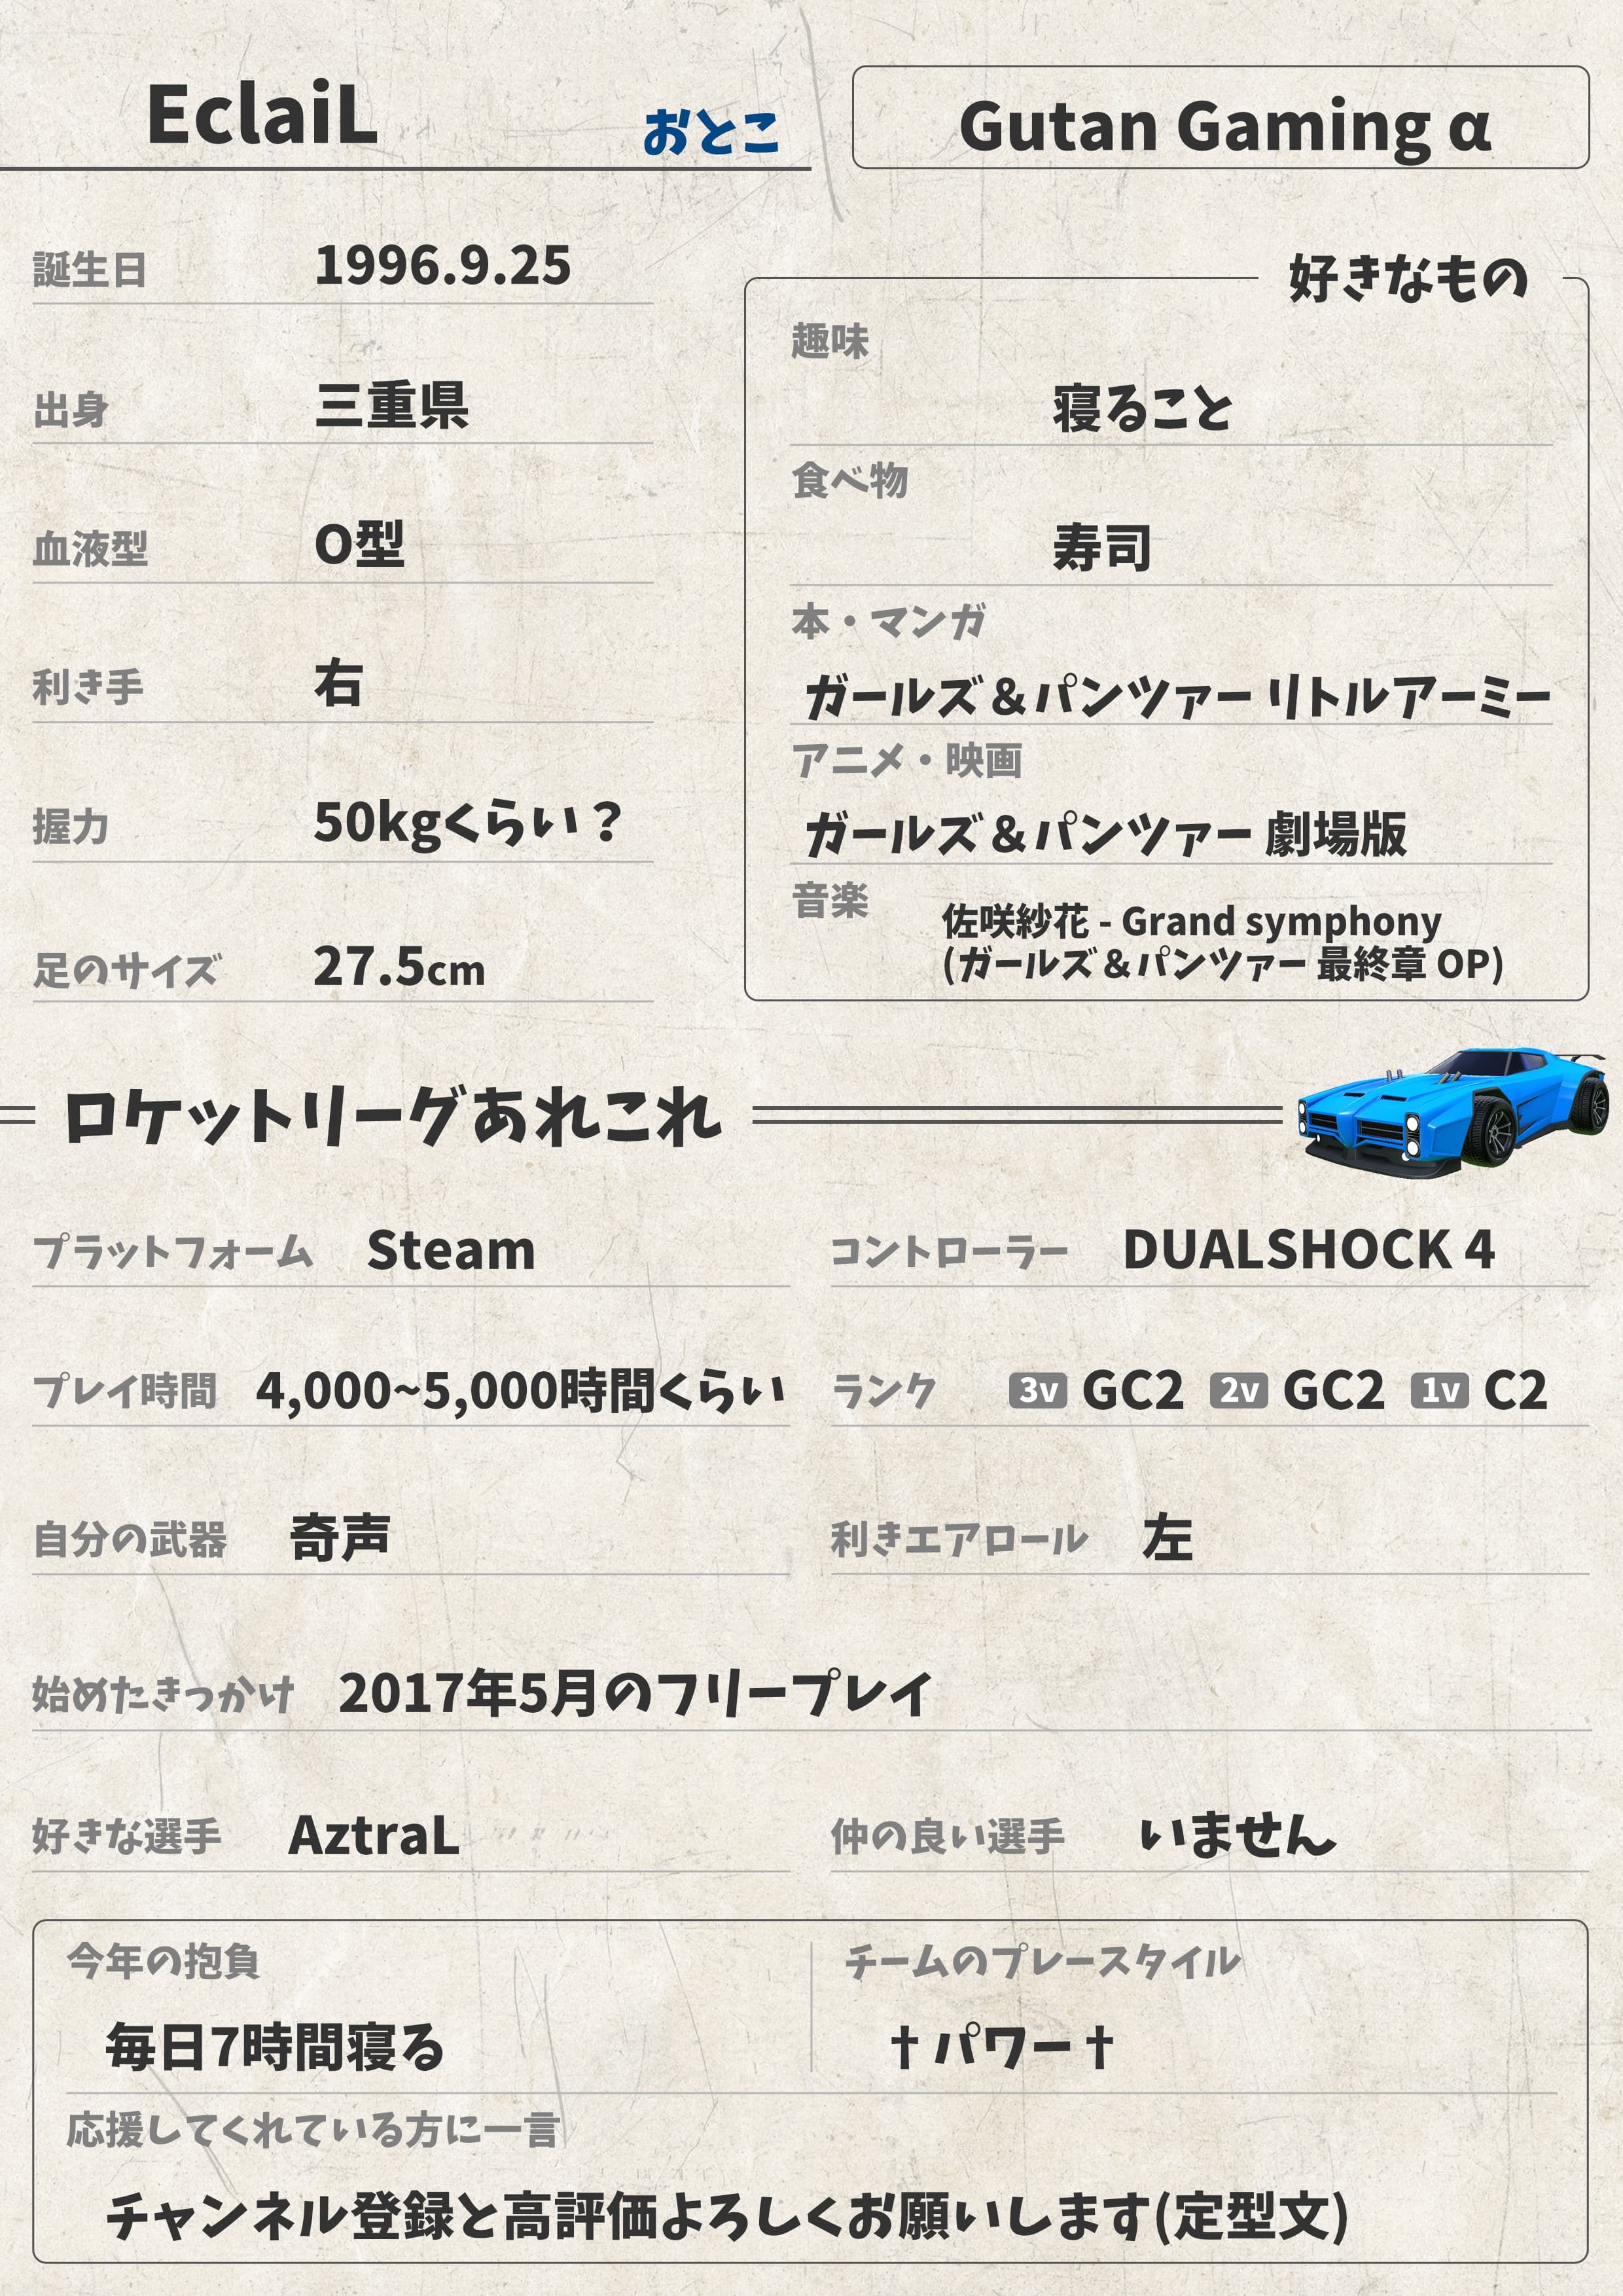 EclaiL
おとこ
Gutan Gaming α
誕生日 1996.9.25
出身 三重県
血液型 O型
利き手 右
握力 50kgくらい？
足のサイズ 27.5cm
好きなもの
趣味
寝ること
食べ物
寿司
本・マンガ
ガールズ＆パンツァー リトルアーミー
アニメ・映画
ガールズ＆パンツァー 劇場版
音楽
佐咲紗花 - Grand symphony
(ガールズ＆パンツァー 最終章 OP)
ロケットリーグあれこれ
プラットフォーム Steam
コントローラー DUALSHOCK 4
プレイ時間 4,000~5,000時間くらい
ランク 3v GC2 2v GC2 1v C2
自分の武器 奇声
利きエアロール 左
始めたきっかけ 2017年5月のフリープレイ
好きな選手 AztraL
仲の良い選手 いません
今年の抱負
毎日7時間寝る
チームのプレースタイル
†パワー†
応援してくれている方に一言
チャンネル登録と高評価よろしくお願いします(定型文)